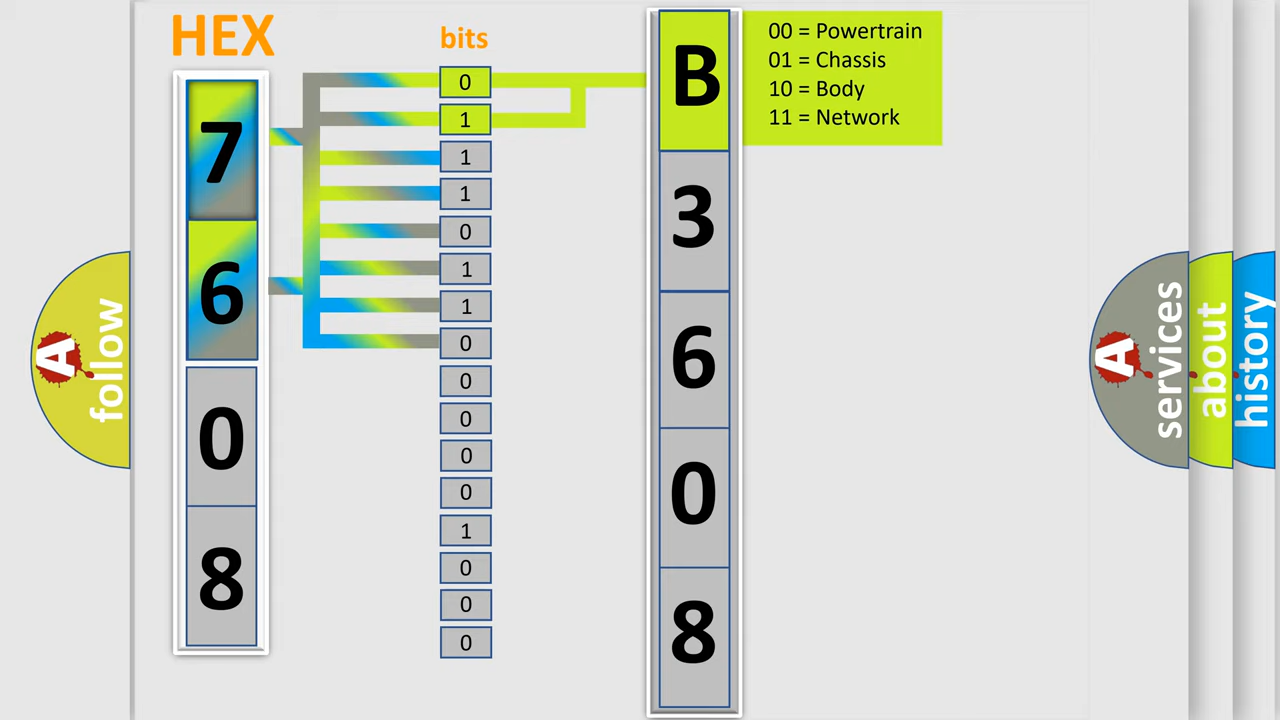 HEX
bits
7
6
0
8
0
1
1
1
0
1
1
0
0
0
0
0
1
0
0
0
B
3
6
0
8
00 = Powertrain
01 = Chassis
10 = Body
11 = Network
A
follow
A
services
about
history